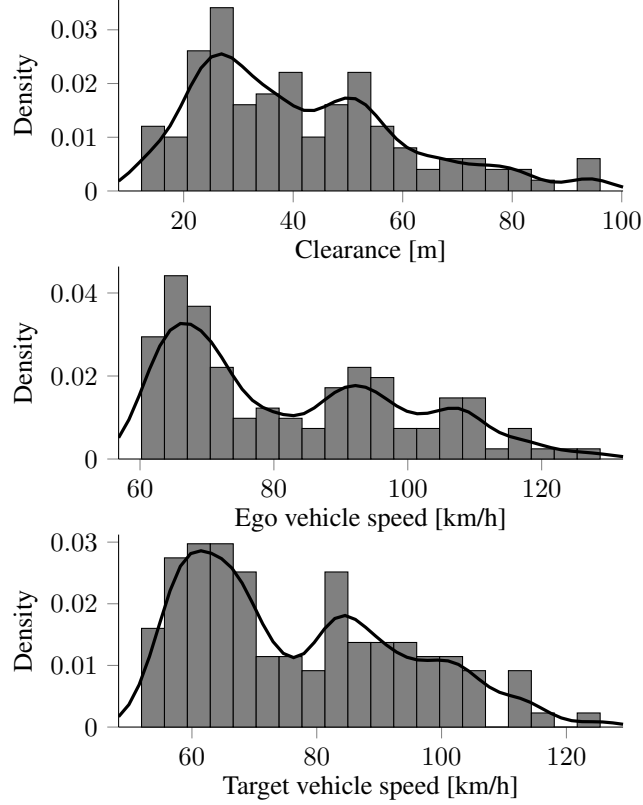 0.03
0.02
0.01
0
Density
20 40 60 80 100
Clearance [m]
0.04
0.02
0
Density
60 80 100 120
Ego vehicle speed [km/h]
0.03
0.02
0.01
0
Density
60 80 100 120
Target vehicle speed [km/h]